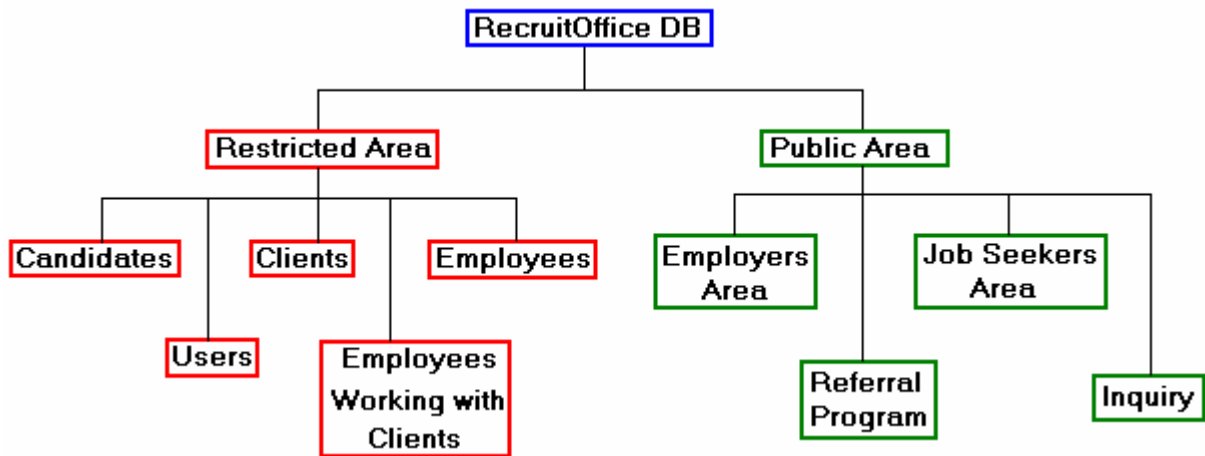 RecruitOffice DB
Restricted Area
Public Area
Candidates
Clients
Employees
Employers
Area
Job Seekers
Area
Users
Employees
Working with
Clients
Referral
Program
Inquiry